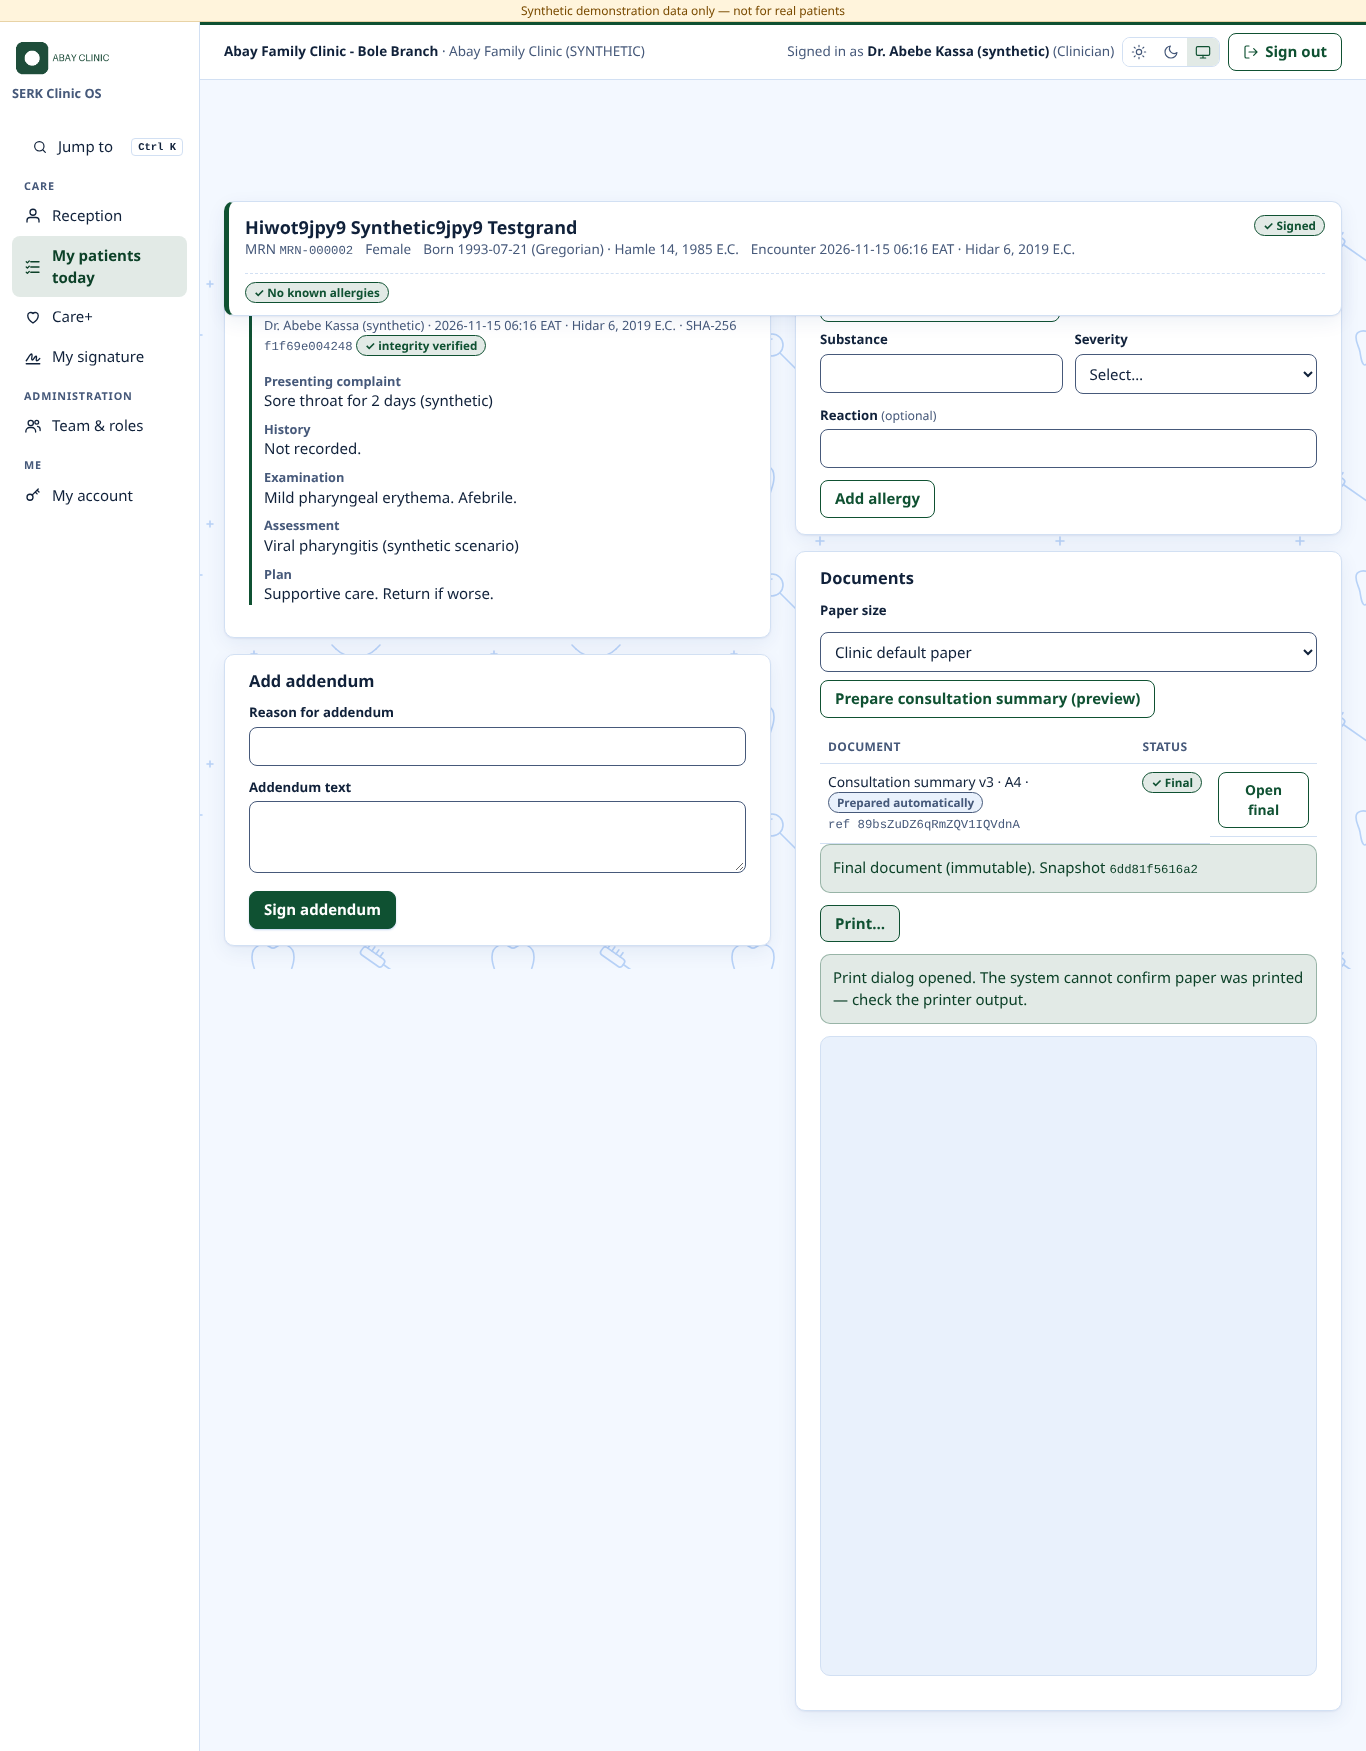 Synthetic demonstration data only — not for real patients
ABAY CLINIC
SERK Clinic OS
Jump to Ctrl K
CARE
Reception
My patients
today
Care+
My signature
ADMINISTRATION
Team & roles
ME
My account
Abay Family Clinic - Bole Branch · Abay Family Clinic (SYNTHETIC)
Signed in as Dr. Abebe Kassa (synthetic) (Clinician)
Sign out
Hiwot9jpy9 Synthetic9jpy9 Testgrand
✓ Signed
MRN MRN-000002 Female Born 1993-07-21 (Gregorian) · Hamle 14, 1985 E.C. Encounter 2026-11-15 06:16 EAT · Hidar 6, 2019 E.C.
✓ No known allergies
Dr. Abebe Kassa (synthetic) · 2026-11-15 06:16 EAT · Hidar 6, 2019 E.C. · SHA-256
f1f69e004248 ✓ integrity verified
Presenting complaint
Sore throat for 2 days (synthetic)
History
Not recorded.
Examination
Mild pharyngeal erythema. Afebrile.
Assessment
Viral pharyngitis (synthetic scenario)
Plan
Supportive care. Return if worse.
Add addendum
Reason for addendum
Addendum text
Sign addendum
Substance
Severity
Select...
Reaction (optional)
Add allergy
Documents
Paper size
Clinic default paper
Prepare consultation summary (preview)
DOCUMENT STATUS
Consultation summary v3 · A4 ·
Prepared automatically
ref 89bsZuDZ6qRmZQV1IQVdnA
✓ Final
Open
final
Final document (immutable). Snapshot 6dd81f5616a2
Print...
Print dialog opened. The system cannot confirm paper was printed
— check the printer output.